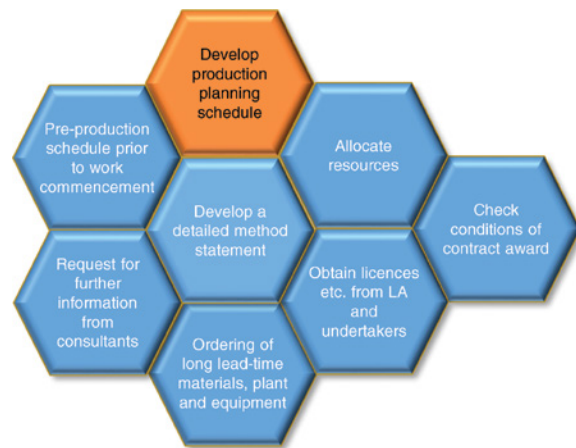 Develop
production
planning
schedule
Pre-production
schedule prior
to work
commencement
Allocate
resources
Develop a
detailed method
statement
Check
conditions of
contract award
Request for
further
information
from
consultants
Obtain licences
etc. from LA
and
undertakers
Ordering of
long lead-time
materials, plant
and equipment